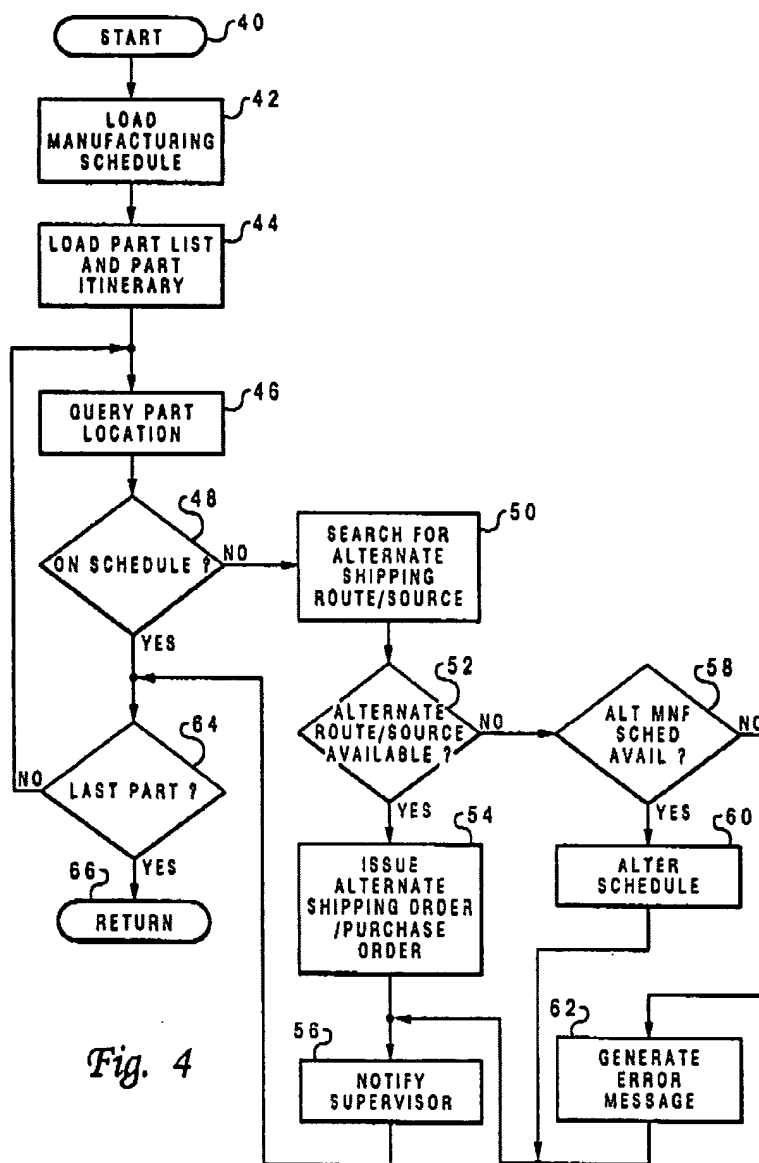 START
40
LOAD
MANUFACTURING
SCHEDULE
42
LOAD PART LIST
AND PART
ITINERARY
44
QUERY PART
LOCATION
46
ON SCHEDULE ?
48
NO
YES
SEARCH FOR
ALTERNATE
SHIPPING
ROUTE/SOURCE
50
ALTERNATE
ROUTE/SOURCE
AVAILABLE ?
52
NO
YES
ALT MNF
SCHED
AVAIL ?
58
NO
YES
LAST PART ?
64
NO
YES
ISSUE
ALTERNATE
SHIPPING ORDER
/PURCHASE
ORDER
54
ALTER
SCHEDULE
60
66
RETURN
56
NOTIFY
SUPERVISOR
62
GENERATE
ERROR
MESSAGE
Fig. 4